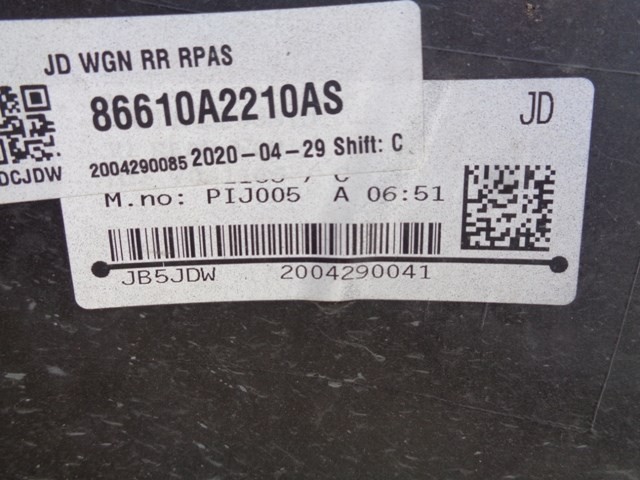 JD WGN RR RPAS
86610A2210AS
DCJDW
2004290085 2020-04-29 Shift: C
JD
M.no: PIJ005 A 06:51
JB5JDW 2004290041